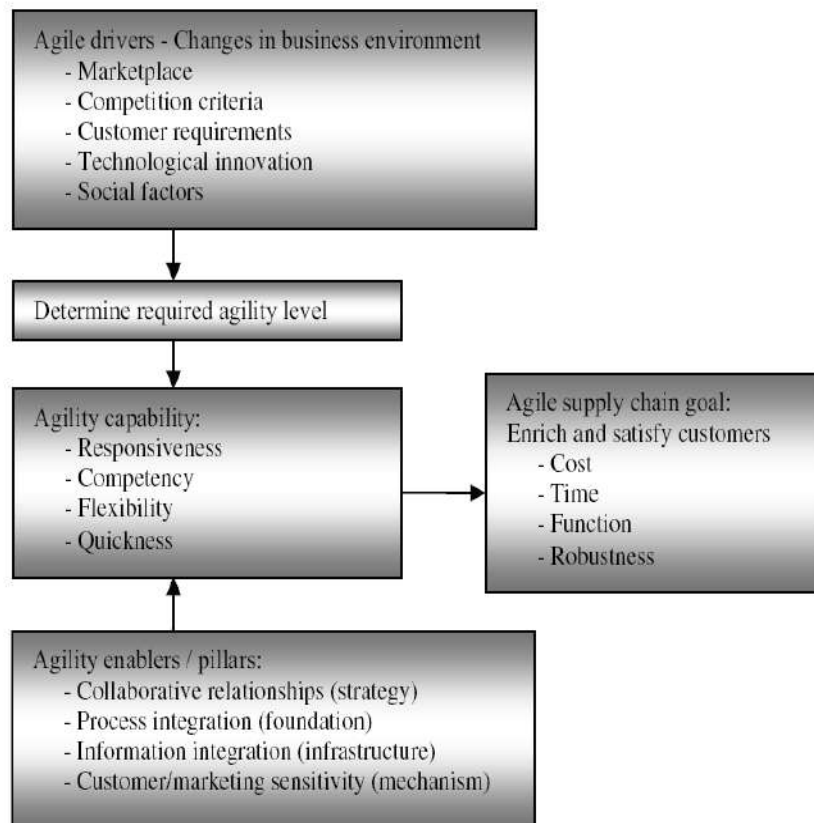 Agile drivers - Changes in business environment
- Marketplace
- Competition criteria
- Customer requirements
- Technological innovation
- Social factors
Determine required agility level
Agility capability:
- Responsiveness
- Competency
- Flexibility
- Quickness
Agile supply chain goal:
Enrich and satisfy customers
- Cost
- Time
- Function
- Robustness
Agility enablers / pillars:
- Collaborative relationships (strategy)
- Process integration (foundation)
- Information integration (infrastructure)
- Customer/marketing sensitivity (mechanism)